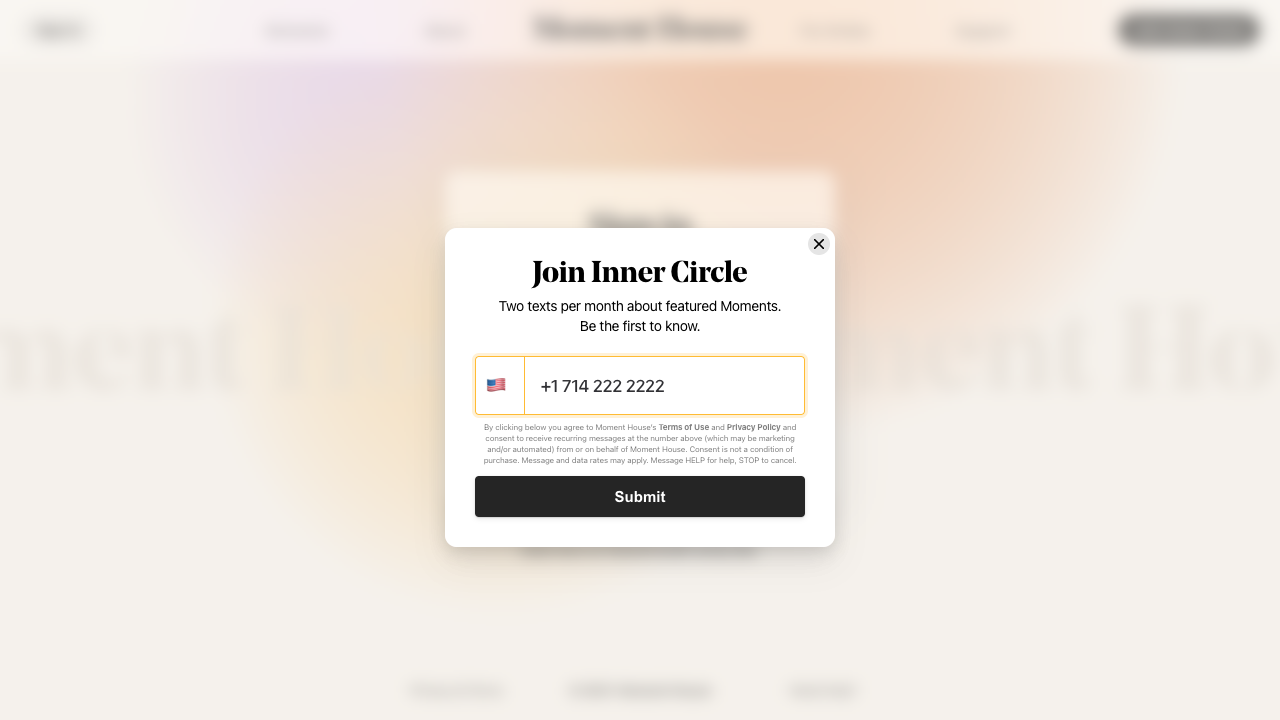 Moment House
Join Inner Circle
Two texts per month about featured Moments.
Be the first to know.
+1 714 222 2222
By clicking below you agree to Moment House's Terms of Use and Privacy Policy and
consent to receive recurring messages at the number above (which may be marketing
and/or automated) from or on behalf of Moment House. Consent is not a condition of
purchase. Message and data rates may apply. Message HELP for help, STOP to cancel.
Submit